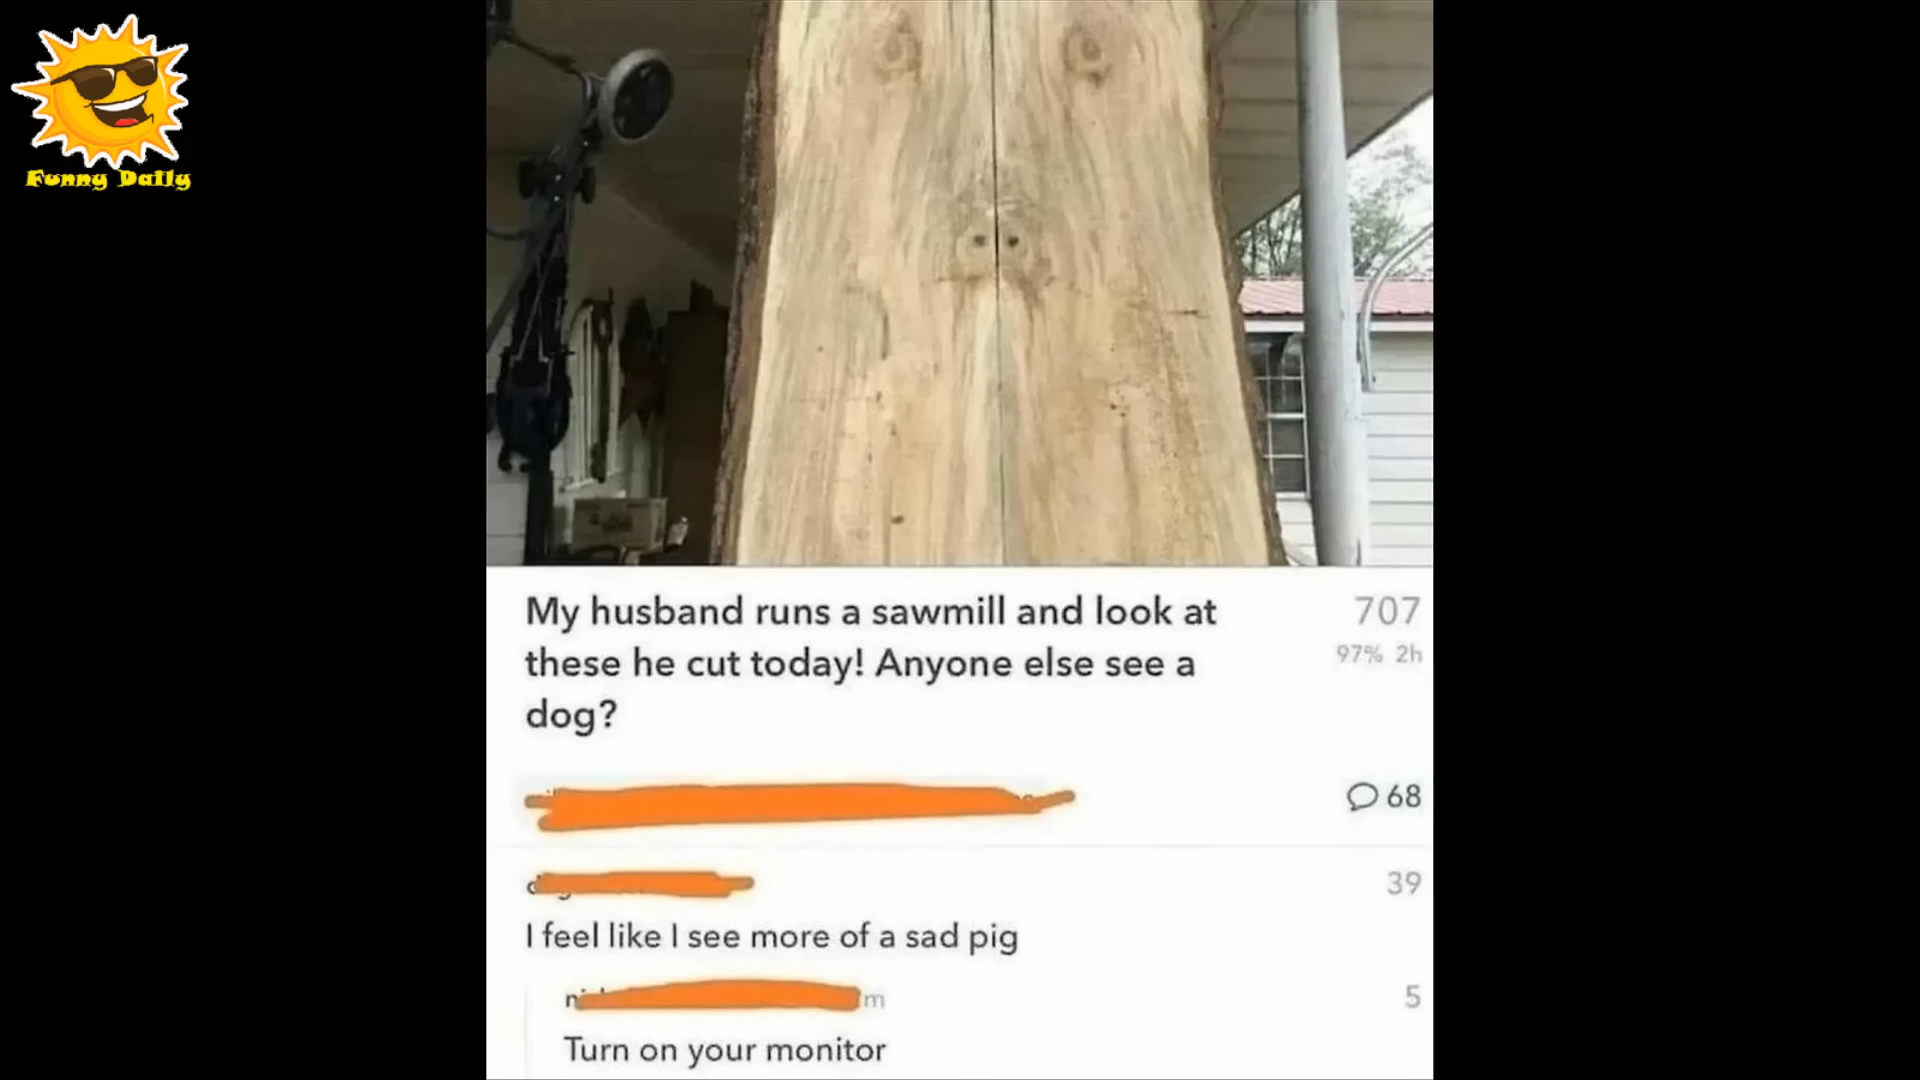 Funny Daily
My husband runs a sawmill and look at
these he cut today! Anyone else see a
dog?
707
97% 2h
68
39
I feel like I see more of a sad pig
m
5
Turn on your monitor